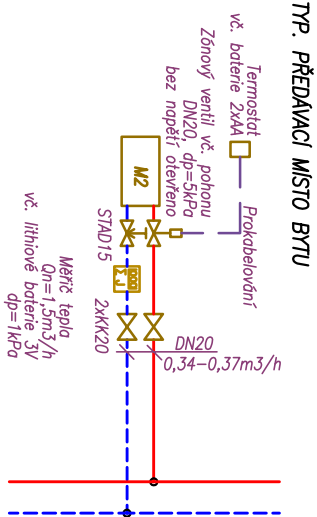 TYP. PŘEDÁVACÍ MÍSTO BYTU
Termostat
vč. baterie 2xAA
Prokabelování
Zónový ventil vč. pohonu
DN20, dp=5kPa
bez napětí otevřeno
M2
STAD15
000
Σ J
2xKK20
DN20
0,34-0,37m3/h
Měřič tepla
Qn=1,5m3/h
vč. lithiové baterie 3V
dp=1kPa